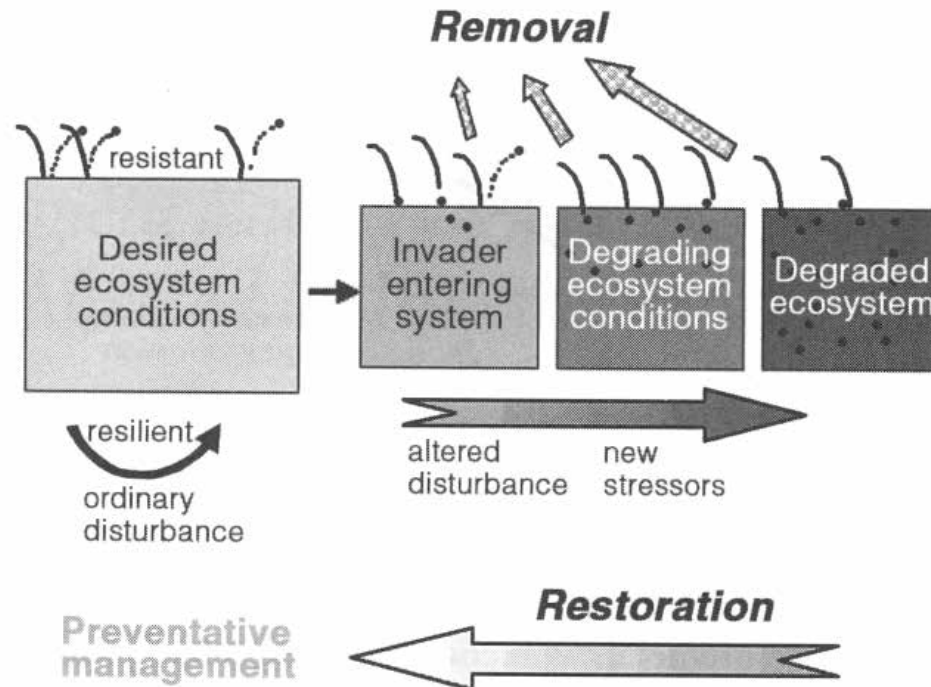 Removal
resistant
Desired
ecosystem
conditions
Invader
entering
system
Degrading
ecosystem
conditions
Degraded
ecosystem
resilient
ordinary
disturbance
altered
disturbance
new
stressors
Restoration
Preventative
management